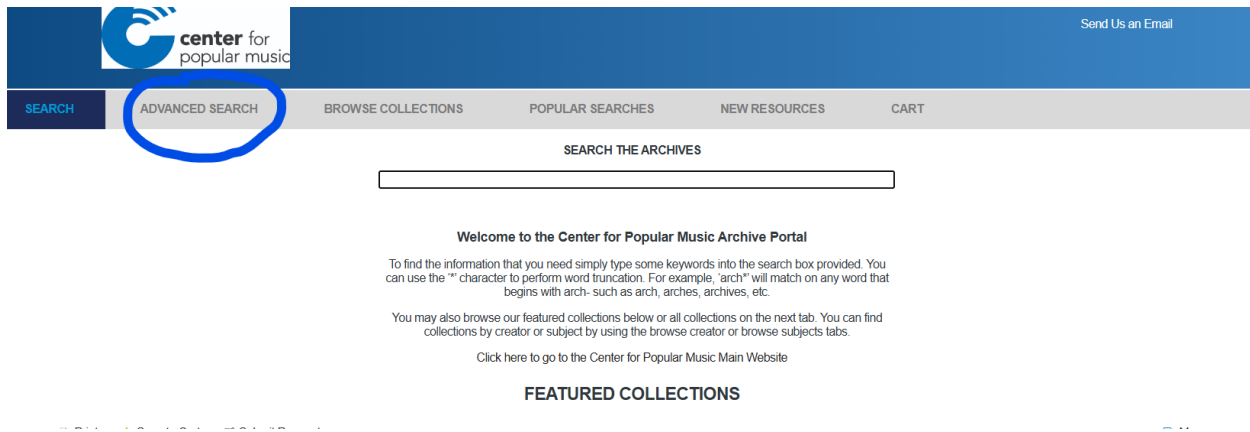 center for
popular music
Send Us an Email
SEARCH ADVANCED SEARCH BROWSE COLLECTIONS POPULAR SEARCHES NEW RESOURCES CART
SEARCH THE ARCHIVES
Welcome to the Center for Popular Music Archive Portal
To find the information that you need simply type some keywords into the search box provided. You
can use the '*' character to perform word truncation. For example, 'arch*' will match on any word that
begins with arch- such as arch, arches, archives, etc.
You may also browse our featured collections below or all collections on the next tab. You can find
collections by creator or subject by using the browse creator or browse subjects tabs.
Click here to go to the Center for Popular Music Main Website
FEATURED COLLECTIONS